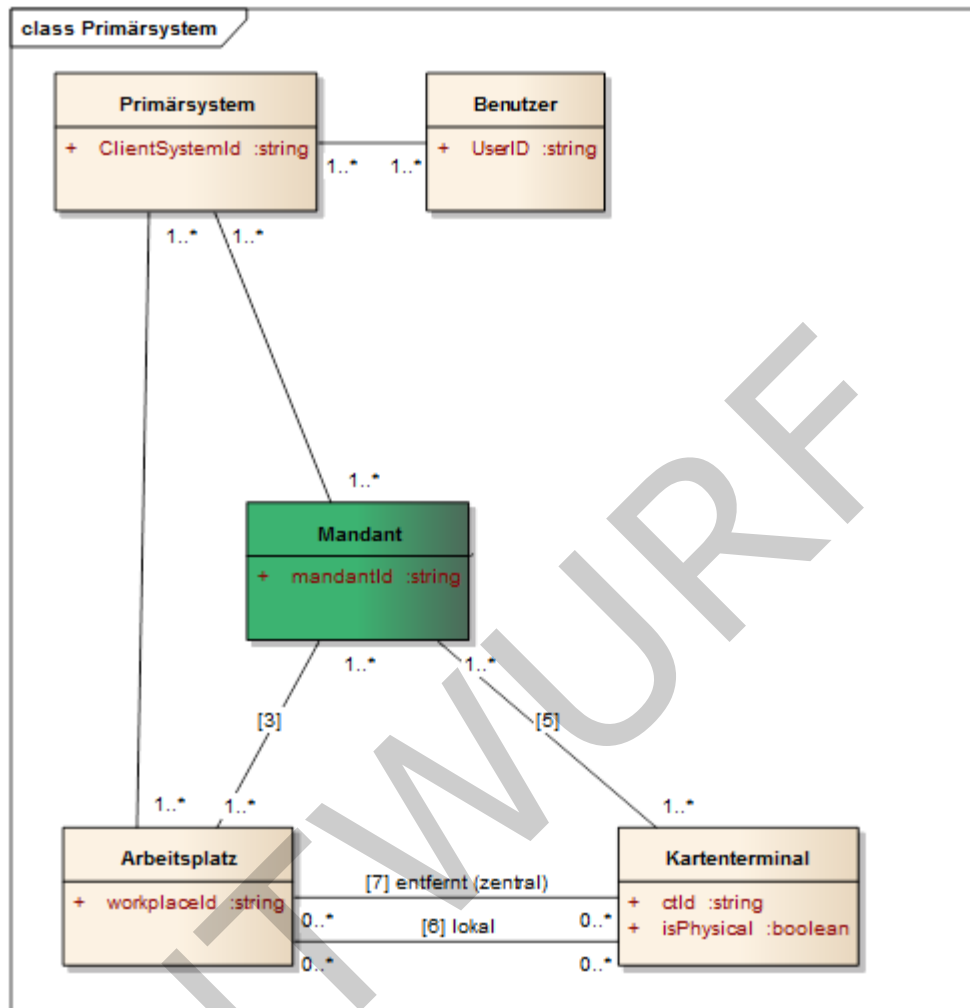 class Primärsystem
Primärsystem
+ ClientSystemId :string
Benutzer
+ UserID :string
1..*
1..*
1..*
1..*
1..*
Mandant
+ mandantId :string
1..*
1..*
[3]
[5]
1..*
1..*
1..*
Arbeitsplatz
+ workplaceId :string
Kartenterminal
+ ctId :string
+ isPhysical :boolean
[7] entfernt (zentral)
0..*
0..*
[6] lokal
0..*
0..*
TWURF